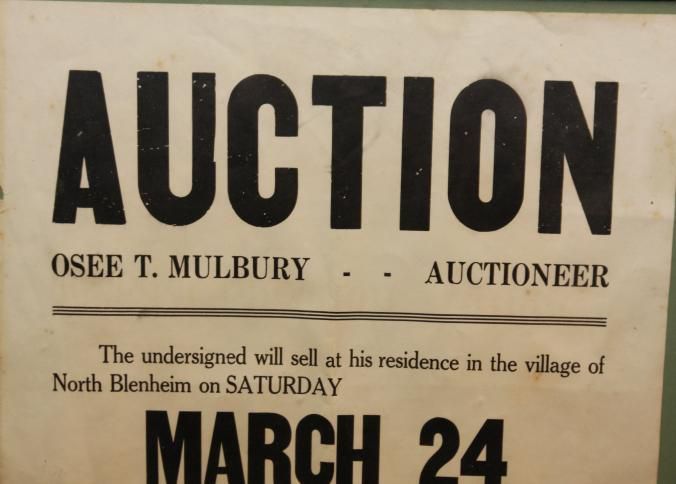 AUCTION
OSEE T. MULBURY - - AUCTIONEER
The undersigned will sell at his residence in the village of
North Blenheim on SATURDAY
MARCH 24